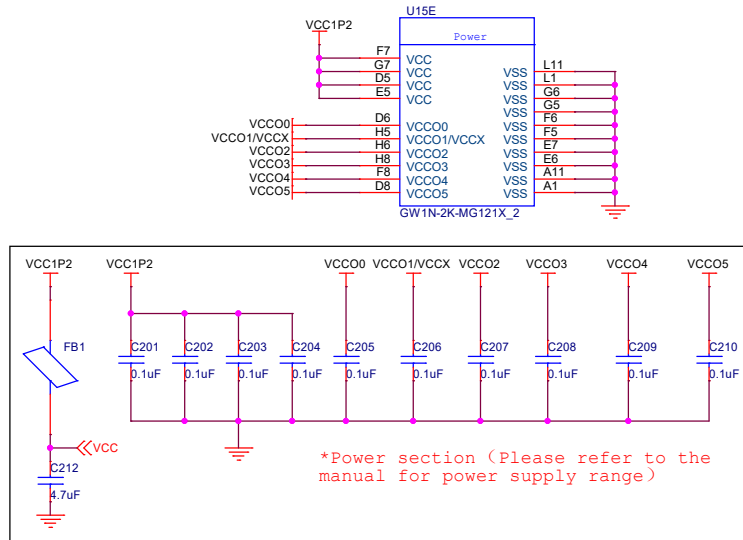 U15E
VCC1P2
Power
F7 VCC VSS L11
G7 VCC VSS L1
D5 VCC VSS G6
E5 VCC VSS G5
VCCO0 D6 VCCO0 VSS F6
VCCO1/VCCX H5 VCCO1/VCCX VSS F5
VCCO2 H6 VCCO2 VSS E7
VCCO3 H8 VCCO3 VSS E6
VCCO4 F8 VCCO4 VSS A11
VCCO5 D8 VCCO5 VSS A1
GW1N-2K-MG121X_2
VCC1P2 VCC1P2 VCCO0 VCCO1/VCCX VCCO2 VCCO3 VCCO4 VCCO5
FB1 C201 C202 C203 C204 C205 C206 C207 C208 C209 C210
0.1uF 0.1uF 0.1uF 0.1uF 0.1uF 0.1uF 0.1uF 0.1uF 0.1uF 0.1uF
VCC
C212
4.7uF
*Power section（Please refer to the
manual for power supply range）